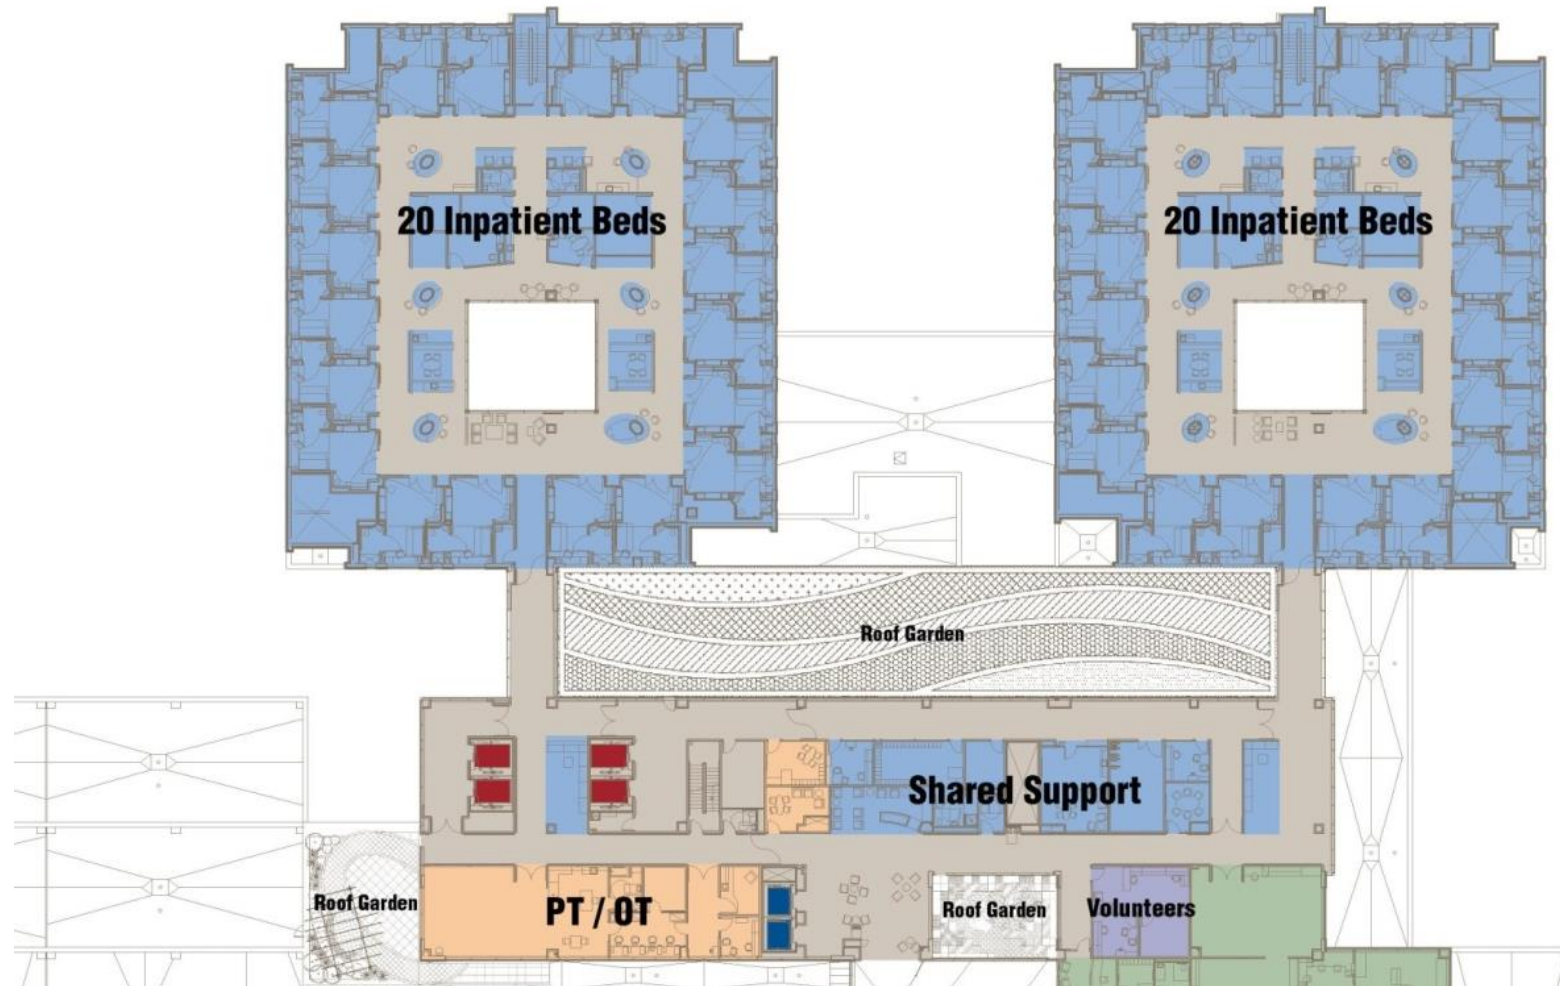 20 Inpatient Beds
20 Inpatient Beds
Roof Garden
Shared Support
Roof Garden
PT / OT
Roof Garden
Volunteers